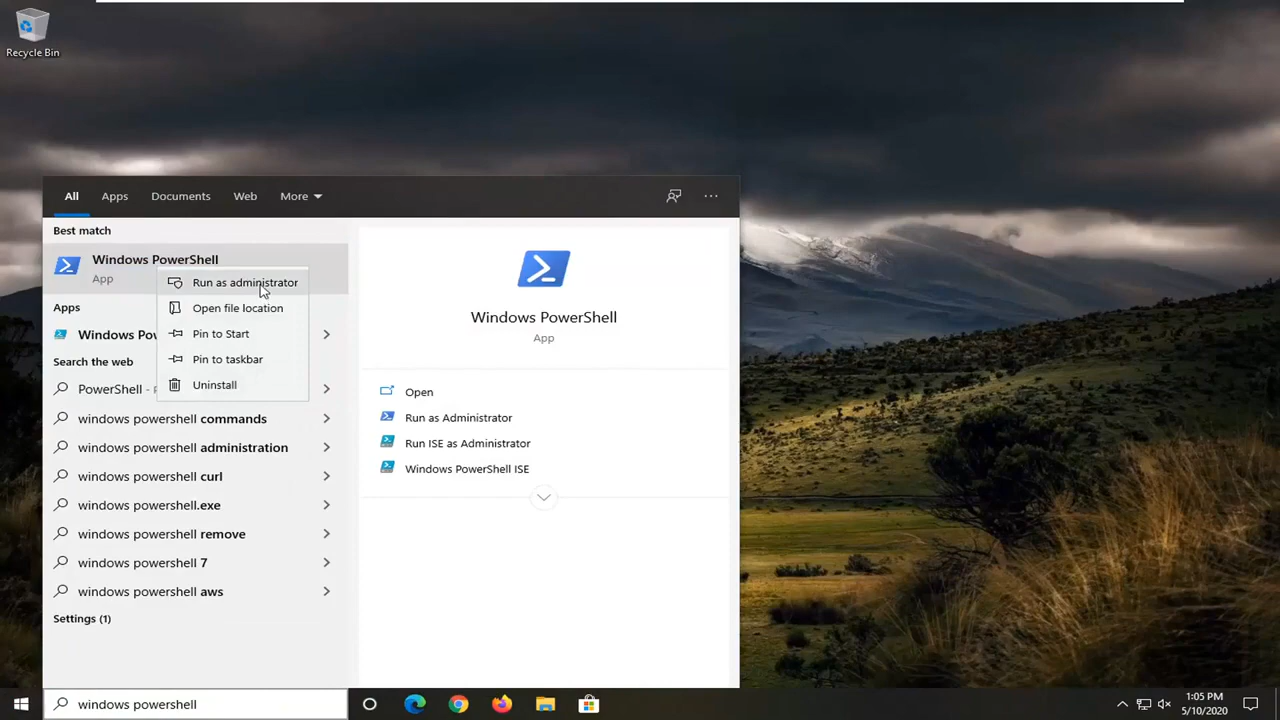 Recycle Bin
All Apps Documents Web More
Best match
Windows PowerShell
App
Run as administrator
Open file location
Pin to Start
Pin to taskbar
Uninstall
Apps
Windows Pow
Search the web
PowerShell -
windows powershell commands
windows powershell administration
windows powershell curl
windows powershell.exe
windows powershell remove
windows powershell 7
windows powershell aws
Settings (1)
Windows PowerShell
App
Open
Run as Administrator
Run ISE as Administrator
Windows PowerShell ISE
windows powershell
1:05 PM
5/10/2020